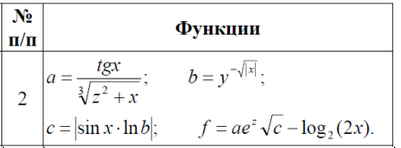 № п/п Функции
2 a = tgx / ∛(z² + x); b = y^(−√|x|);
c = |sin x · ln b|; f = ae^z √c − log₂(2x).